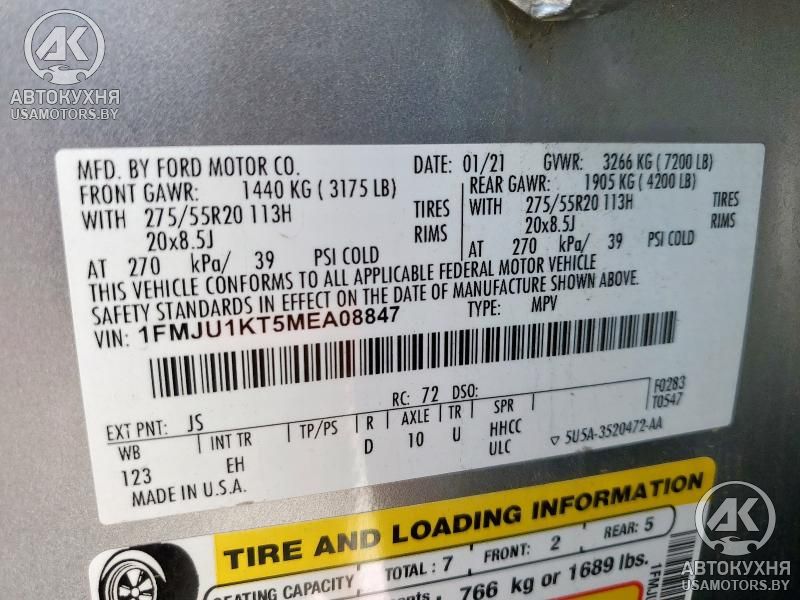 АК
АВТОКУХНЯ
USAMOTORS.BY
MFD. BY FORD MOTOR CO. DATE: 01/21 GVWR: 3266 KG ( 7200 LB)
FRONT GAWR: 1440 KG ( 3175 LB) REAR GAWR: 1905 KG ( 4200 LB)
WITH 275/55R20 113H TIRES WITH 275/55R20 113H TIRES
20x8.5J RIMS 20x8.5J RIMS
AT 270 kPa/ 39 PSI COLD AT 270 kPa/ 39 PSI COLD
THIS VEHICLE CONFORMS TO ALL APPLICABLE FEDERAL MOTOR VEHICLE
SAFETY STANDARDS IN EFFECT ON THE DATE OF MANUFACTURE SHOWN ABOVE.
VIN: 1FMJU1KT5MEA08847 TYPE: MPV
F0283
T0547
EXT PNT: JS RC: 72 DSO:
WB INT TR TP/PS R AXLE TR SPR
123 EH D 10 U HHCC
ULC
5U5A-3520472-AA
MADE IN U.S.A.
TIRE AND LOADING INFORMATION
SEATING CAPACITY TOTAL : 7 FRONT: 2 REAR: 5
766 kg or 1689 lbs.
1FMJU
АК
АВТОКУХНЯ
USAMOTORS.BY